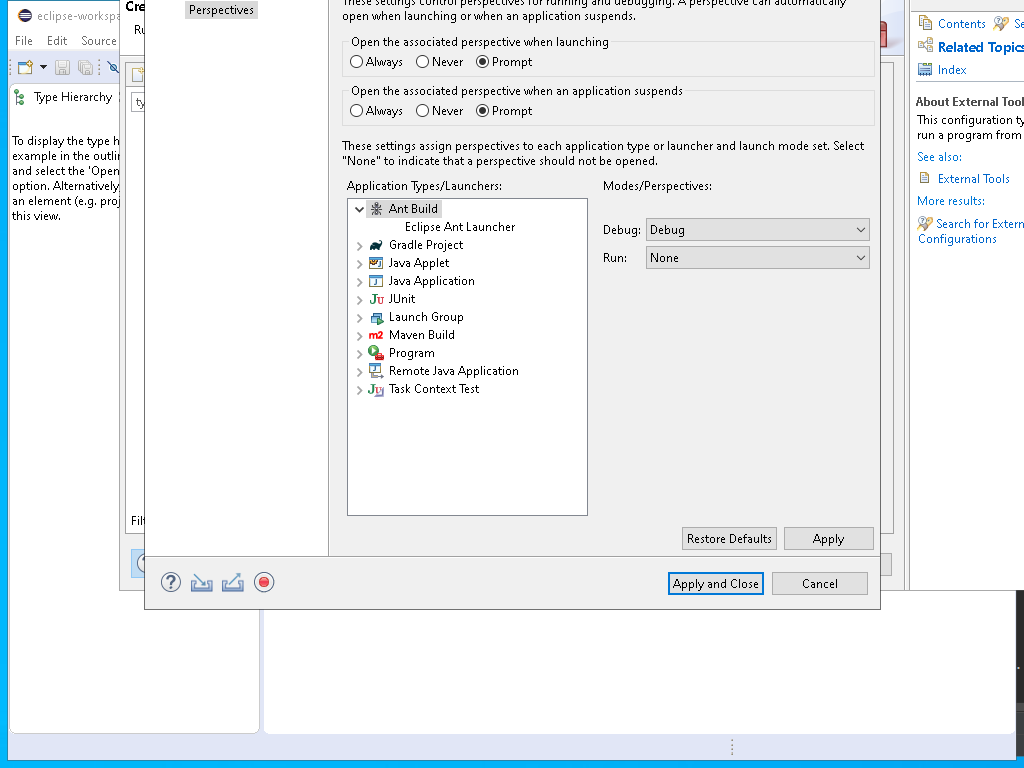 eclipse-workspa
File Edit Source
Type Hierarchy
To display the type h
example in the outli
and select the 'Open
option. Alternatively
an element (e.g. proj
this view.
Cre
Ru
ty
Filt
Perspectives
These settings control perspectives for running and debugging. A perspective can automatically
open when launching or when an application suspends.
Open the associated perspective when launching
Always Never Prompt
Open the associated perspective when an application suspends
Always Never Prompt
These settings assign perspectives to each application type or launcher and launch mode set. Select
"None" to indicate that a perspective should not be opened.
Application Types/Launchers:
Ant Build
Eclipse Ant Launcher
Gradle Project
Java Applet
Java Application
JUnit
Launch Group
m2 Maven Build
Program
Remote Java Application
Task Context Test
Modes/Perspectives:
Debug: Debug
Run: None
Restore Defaults Apply
Apply and Close Cancel
Contents Se
Related Topics
Index
About External Tool
This configuration ty
run a program from
See also:
External Tools
More results:
Search for Extern
Configurations